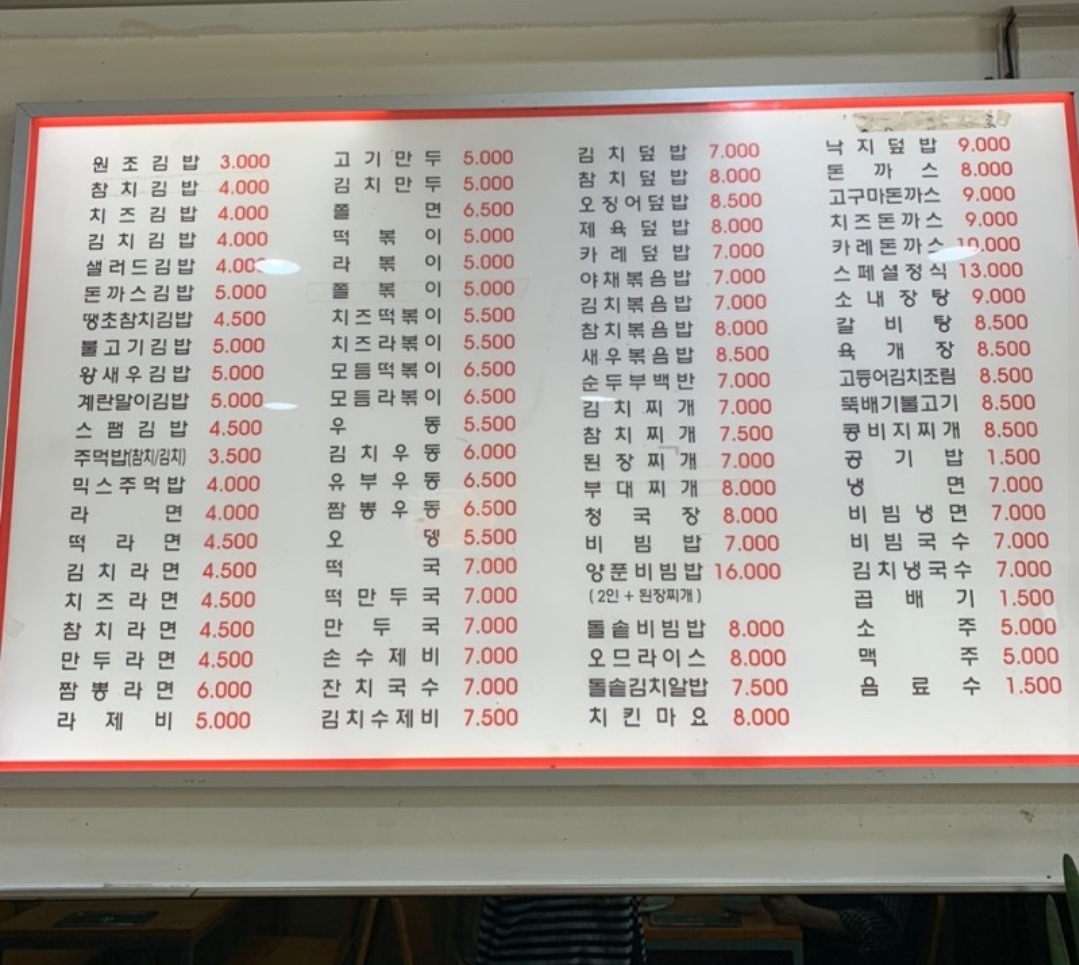 원조김밥 3.000
참치김밥 4.000
치즈김밥 4.000
김치김밥 4.000
샐러드김밥 4.000
돈까스김밥 5.000
땡초참치김밥 4.500
불고기김밥 5.000
왕새우김밥 5.000
계란말이김밥 5.000
스팸김밥 4.500
주먹밥(참치/김치) 3.500
믹스주먹밥 4.000
라면 4.000
떡라면 4.500
김치라면 4.500
치즈라면 4.500
참치라면 4.500
만두라면 4.500
짬뽕라면 6.000
라제비 5.000
고기만두 5.000
김치만두 5.000
쫄면 6.500
떡볶이 5.000
라볶이 5.000
쫄볶이 5.000
치즈떡볶이 5.500
치즈라볶이 5.500
모듬떡볶이 6.500
모듬라볶이 6.500
우동 5.500
김치우동 6.000
유부우동 6.500
짬뽕우동 6.500
오뎅 5.500
떡국 7.000
떡만두국 7.000
만두국 7.000
손수제비 7.000
잔치국수 7.000
김치수제비 7.500
김치덮밥 7.000
참치덮밥 8.000
오징어덮밥 8.500
제육덮밥 8.000
카레덮밥 7.000
야채볶음밥 7.000
김치볶음밥 7.000
참치볶음밥 8.000
새우볶음밥 8.500
순두부백반 7.000
김치찌개 7.000
참치찌개 7.500
된장찌개 7.000
부대찌개 8.000
청국장 8.000
비빔밥 7.000
양푼비빔밥 16.000
(2인 + 된장찌개)
돌솥비빔밥 8.000
오므라이스 8.000
돌솥김치알밥 7.500
치킨마요 8.000
낙지덮밥 9.000
돈까스 8.000
고구마돈까스 9.000
치즈돈까스 9.000
카레돈까스 10.000
스페셜정식 13.000
소내장탕 9.000
갈비탕 8.500
육개장 8.500
고등어김치조림 8.500
뚝배기불고기 8.500
콩비지찌개 8.500
공기밥 1.500
냉면 7.000
비빔냉면 7.000
비빔국수 7.000
김치냉국수 7.000
곱배기 1.500
소주 5.000
맥주 5.000
음료수 1.500